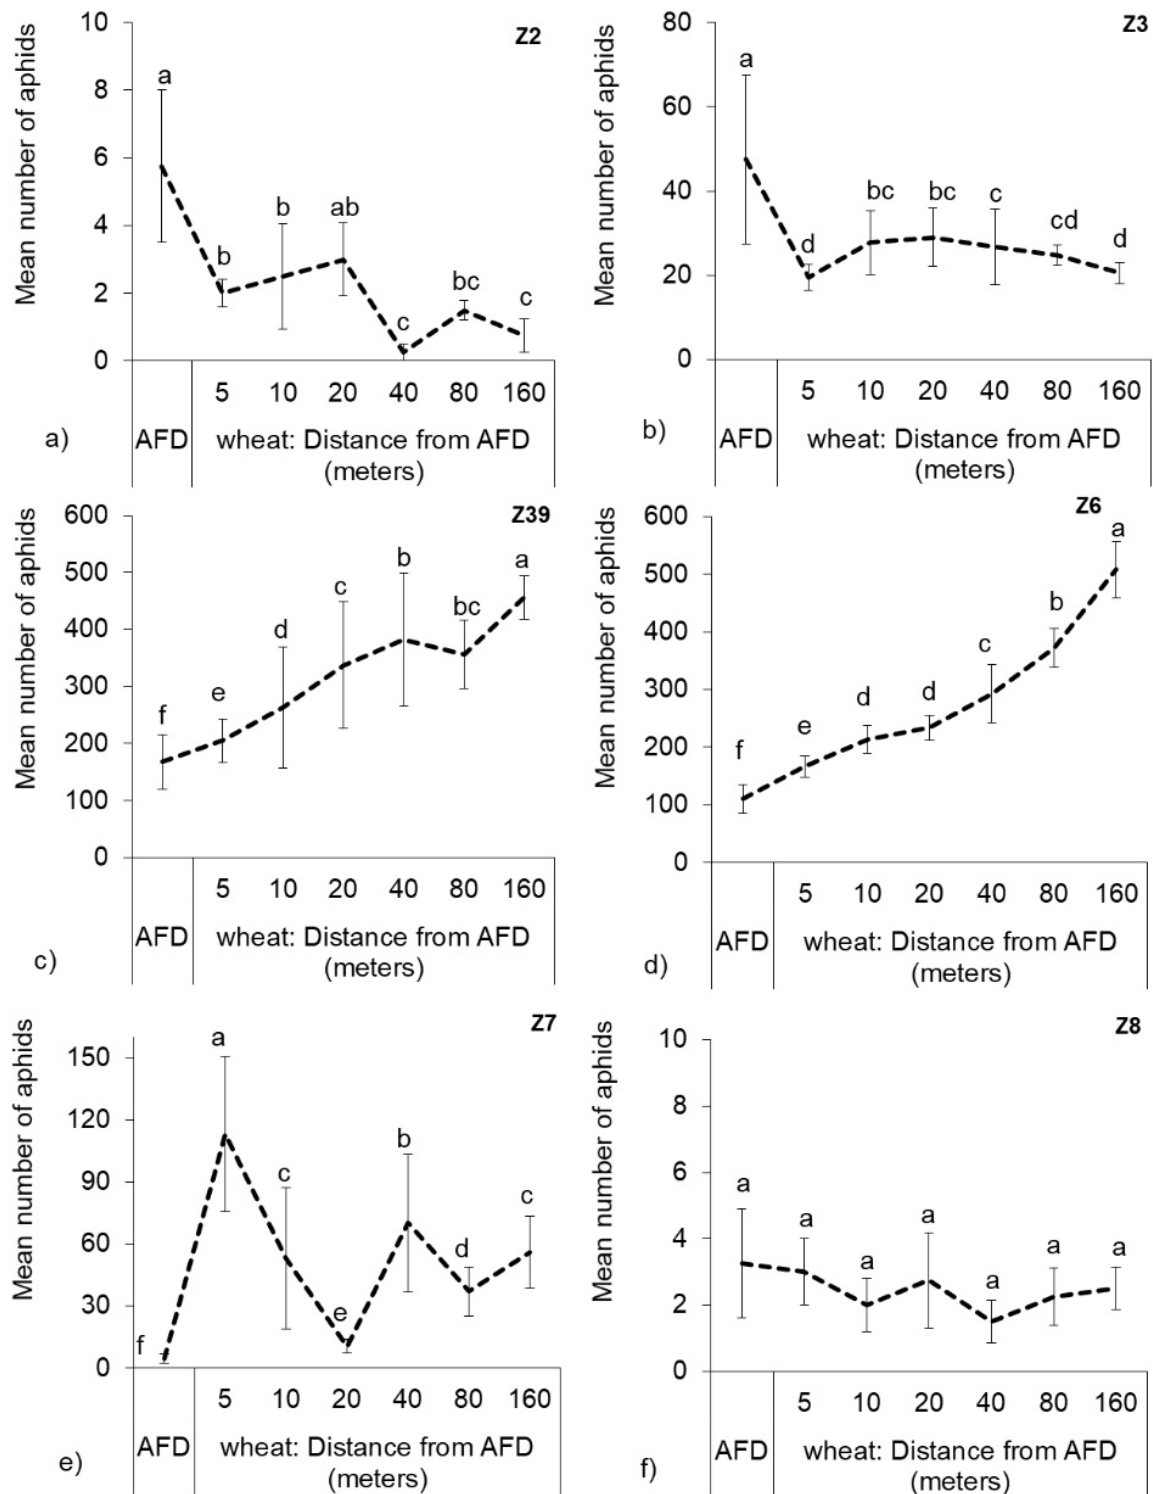 Mean number of aphids
10
8
6
4
2
0
Z2
a
b
b
ab
c
bc
c
5 10 20 40 80 160
AFD wheat: Distance from AFD
(meters)
a)
Mean number of aphids
80
60
40
20
0
Z3
a
d
bc
bc
c
cd
d
5 10 20 40 80 160
AFD wheat: Distance from AFD
(meters)
b)
Mean number of aphids
600
500
400
300
200
100
0
Z39
f
e
d
c
b
bc
a
5 10 20 40 80 160
AFD wheat: Distance from AFD
(meters)
c)
Mean number of aphids
600
500
400
300
200
100
0
Z6
f
e
d
d
c
b
a
5 10 20 40 80 160
AFD wheat: Distance from AFD
(meters)
d)
Mean number of aphids
150
120
90
60
30
0
Z7
f
a
c
e
b
d
c
5 10 20 40 80 160
AFD wheat: Distance from AFD
(meters)
e)
Mean number of aphids
10
8
6
4
2
0
Z8
a
a
a
a
a
a
a
5 10 20 40 80 160
AFD wheat: Distance from AFD
(meters)
f)